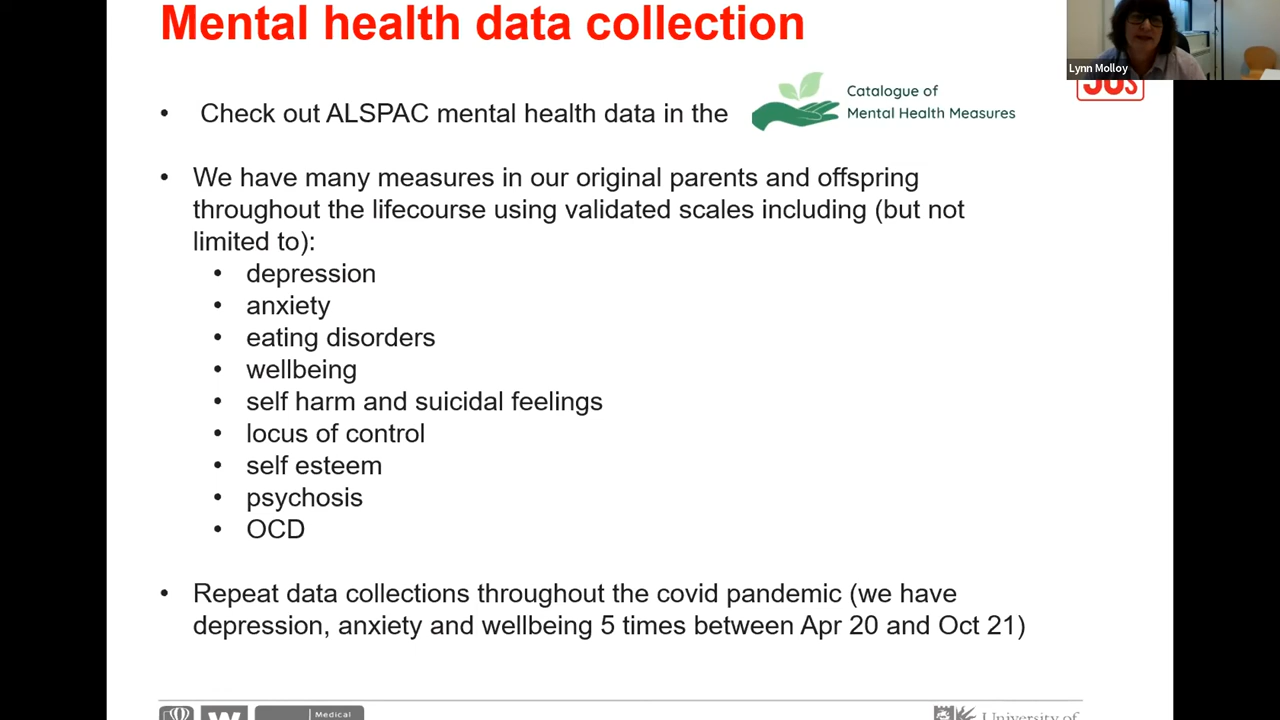 Mental health data collection
Lynn Molloy
• Check out ALSPAC mental health data in the
Catalogue of
Mental Health Measures
• We have many measures in our original parents and offspring
throughout the lifecourse using validated scales including (but not
limited to):
• depression
• anxiety
• eating disorders
• wellbeing
• self harm and suicidal feelings
• locus of control
• self esteem
• psychosis
• OCD
• Repeat data collections throughout the covid pandemic (we have
depression, anxiety and wellbeing 5 times between Apr 20 and Oct 21)
W
Medical
University of